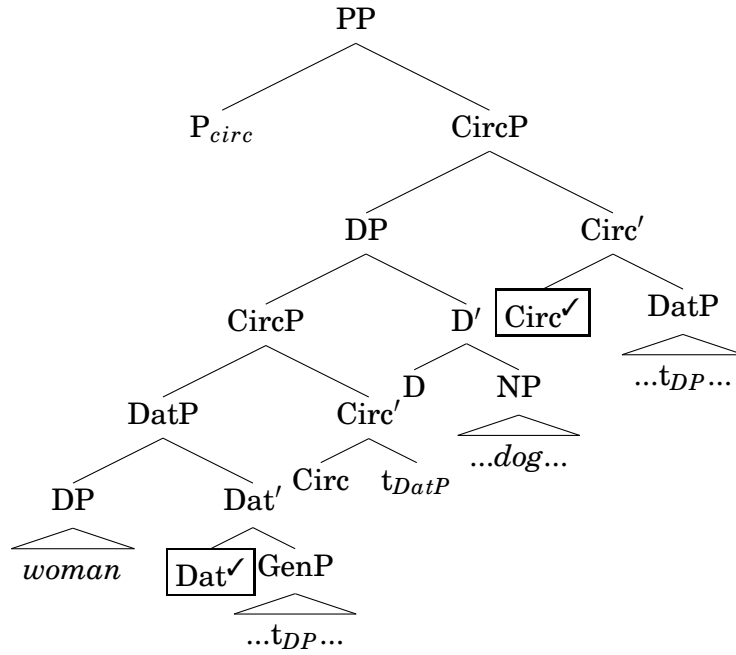 PP
P_circ CircP
DP Circ′
CircP D′ Circ✓ DatP
DatP Circ′ D NP ...t_DP...
DP Dat′ Circ t_DatP ...dog...
woman Dat✓ GenP
...t_DP...